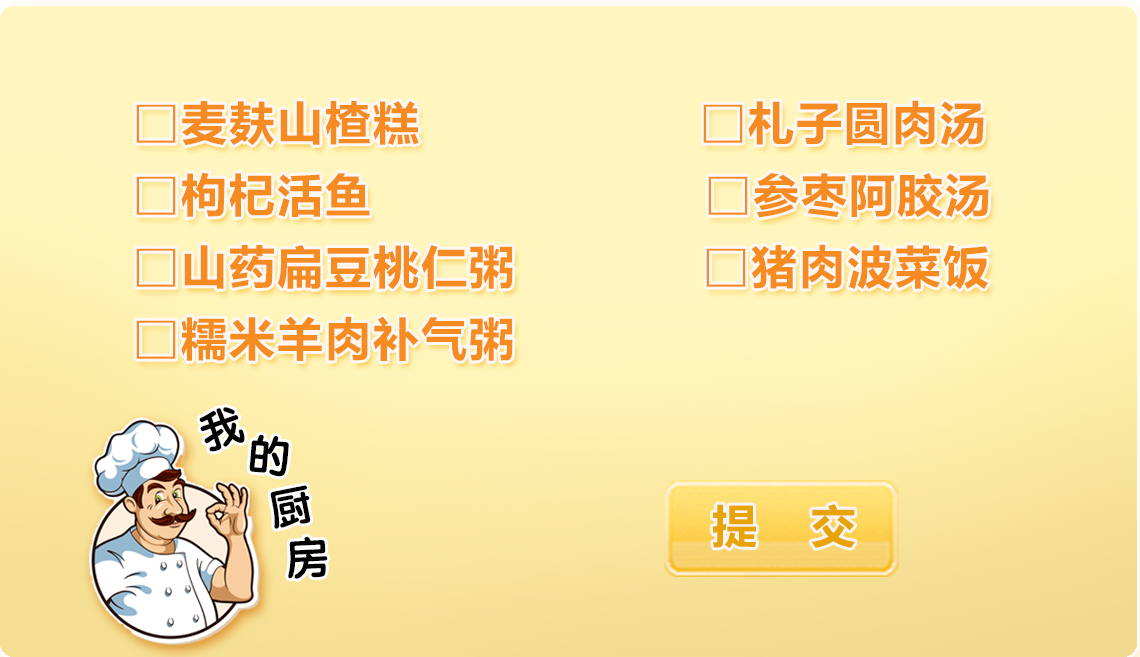 □麦麸山楂糕
□枸杞活鱼
□山药扁豆桃仁粥
□糯米羊肉补气粥
□札子圆肉汤
□参枣阿胶汤
□猪肉波菜饭
我的厨房
提 交